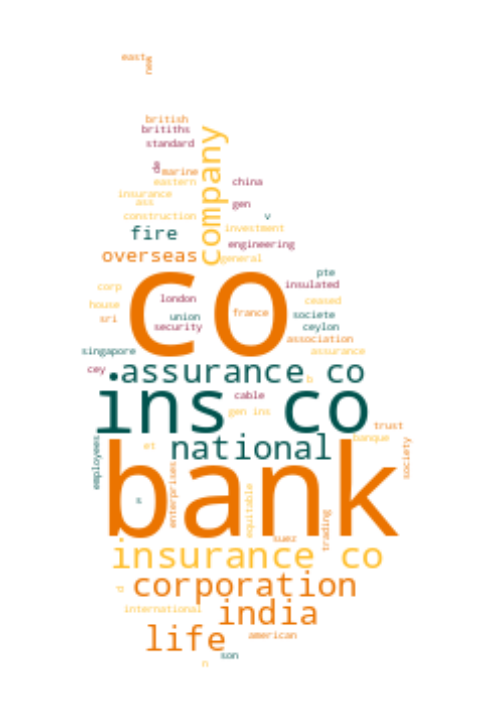 east
new
british
britiths
standard
de
marine
eastern
china
insurance
ass
gen
construction
v
company
fire
investment
engineering
overseas
general
pte
corp
insulated
london
co
house
ceased
sri
union
france
societe
security
ceylon
association
singapore
assurance
cey
assurance co
b
ins co
cable
gen ins
trust
banque
national
et
society
employees
enterprises
bank
s
equitable
trading
suez
insurance co
d
corporation
international
india
american
life
son
n